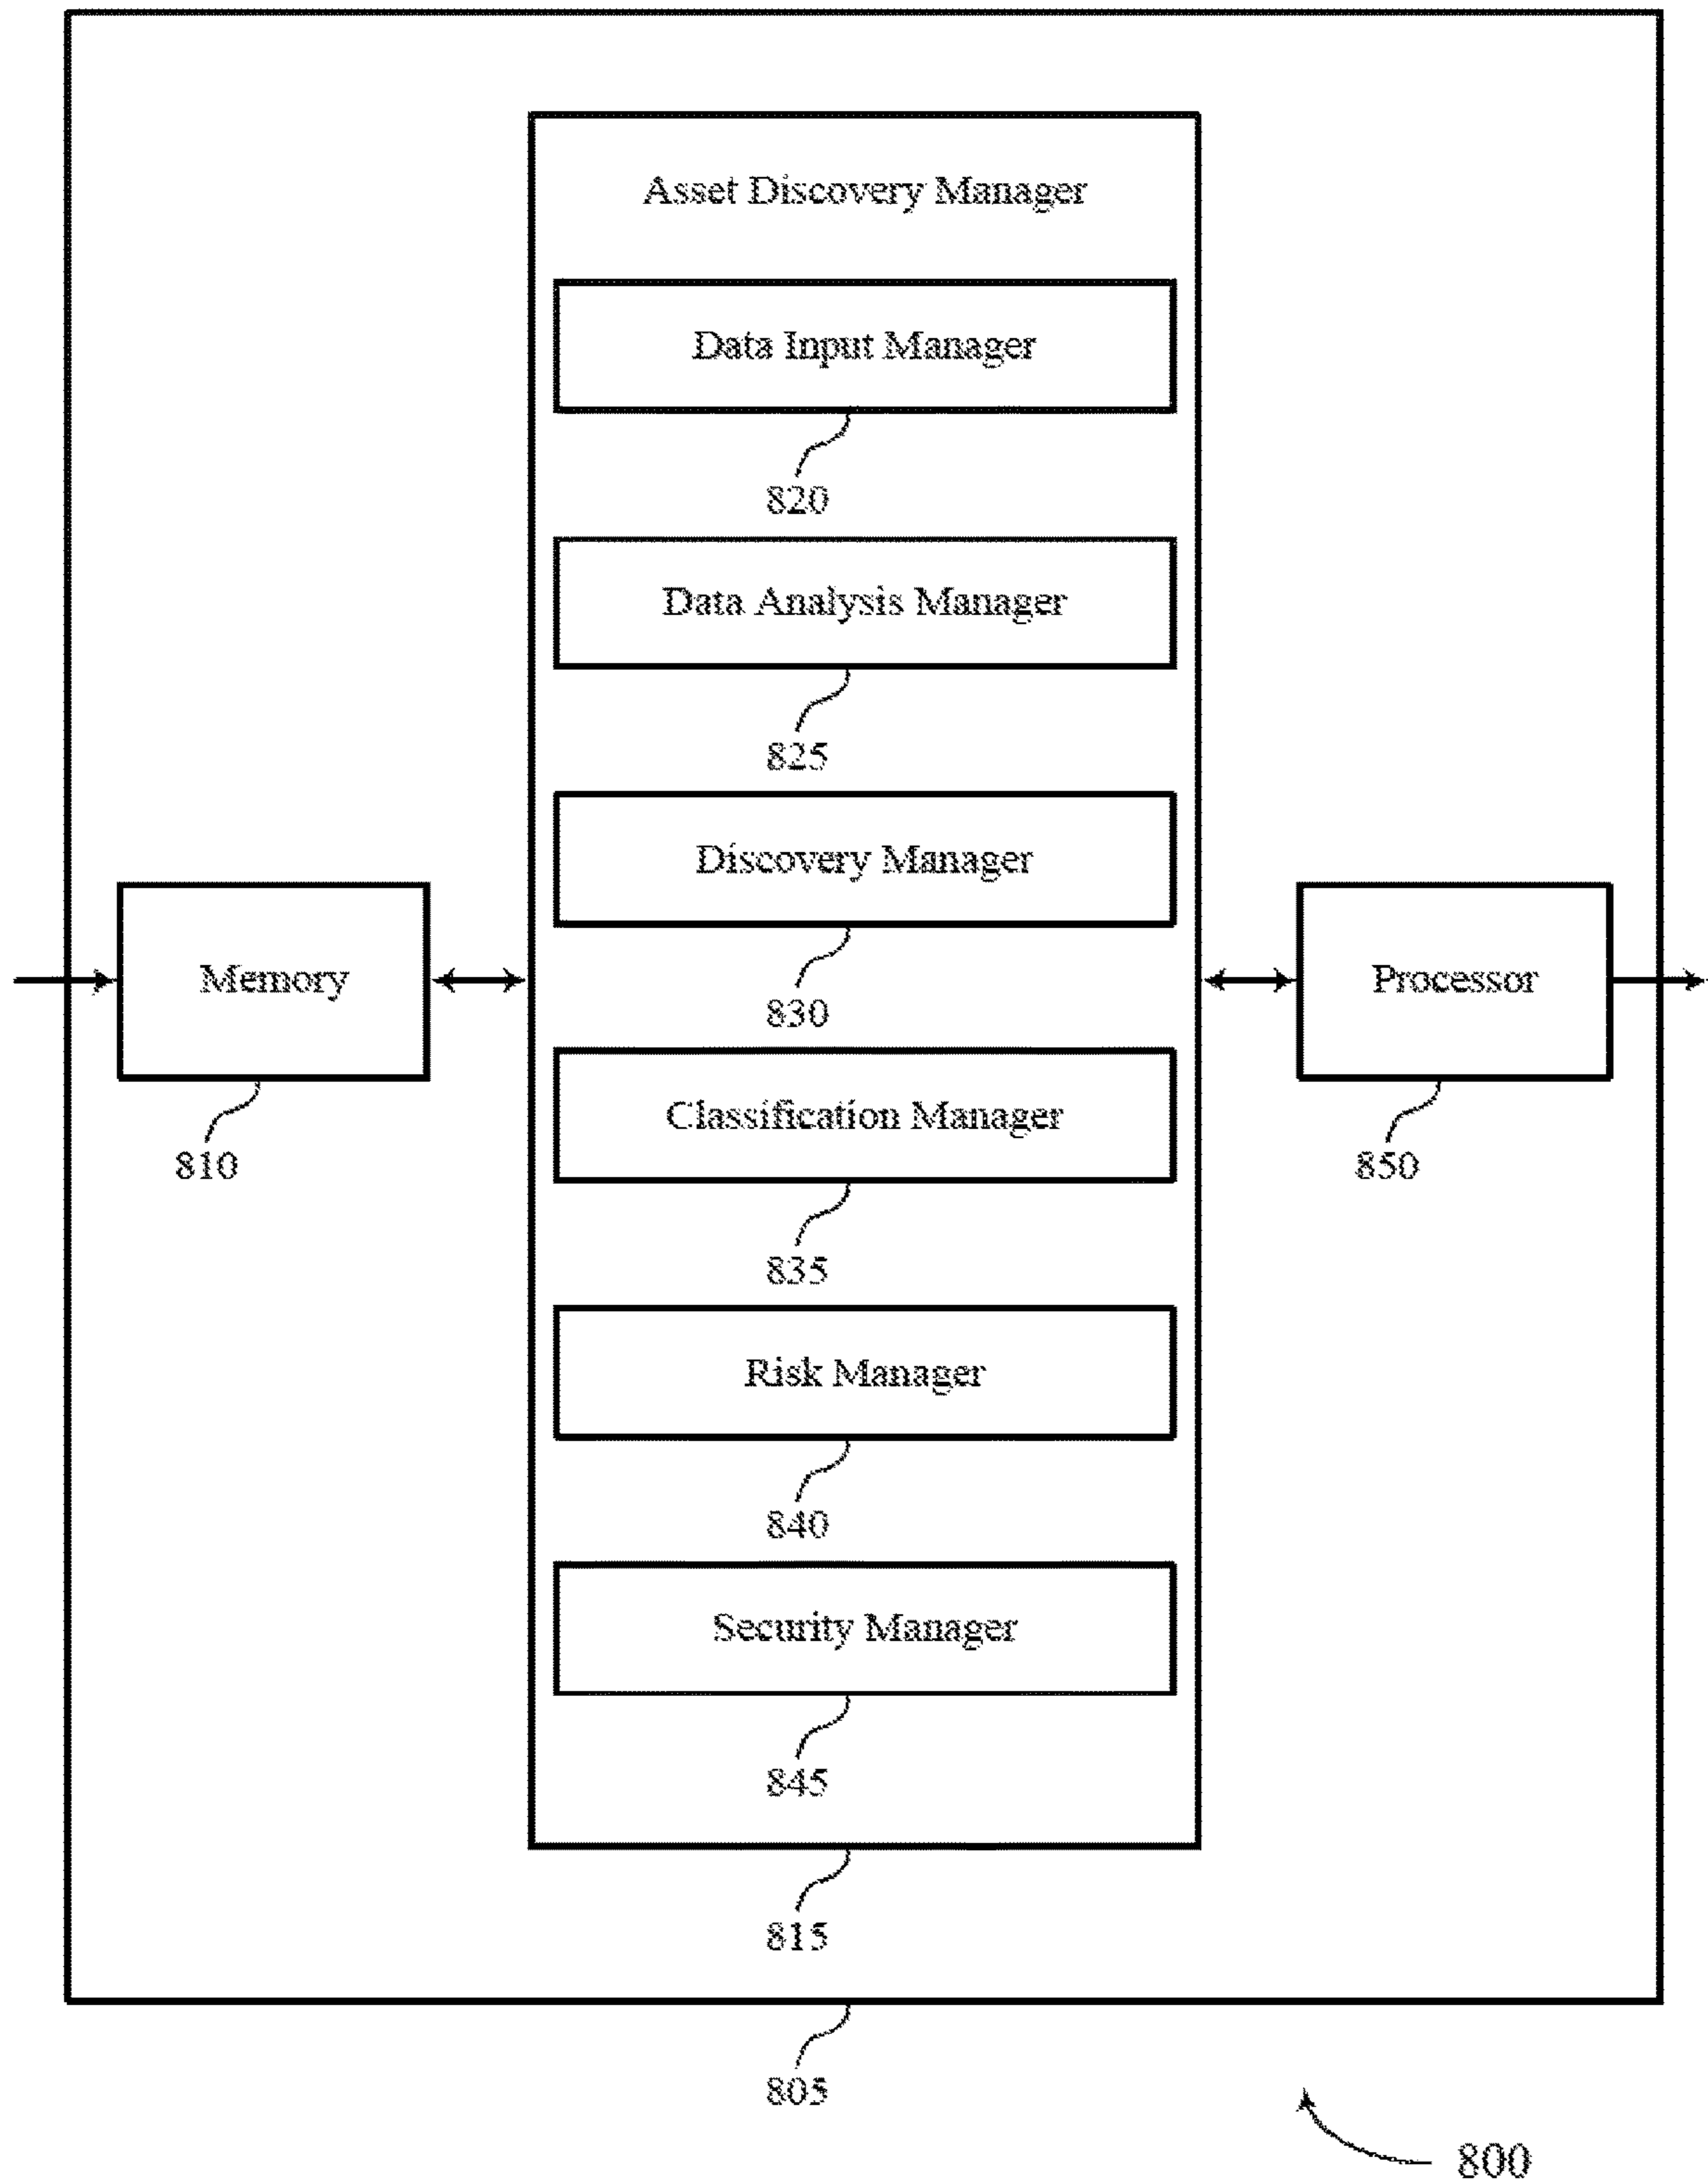 Asset Discovery Manager
Data Input Manager
820
Data Analysis Manager
825
Discovery Manager
830
Memory
810
Processor
850
Classification Manager
835
Risk Manager
840
Security Manager
845
815
805
800